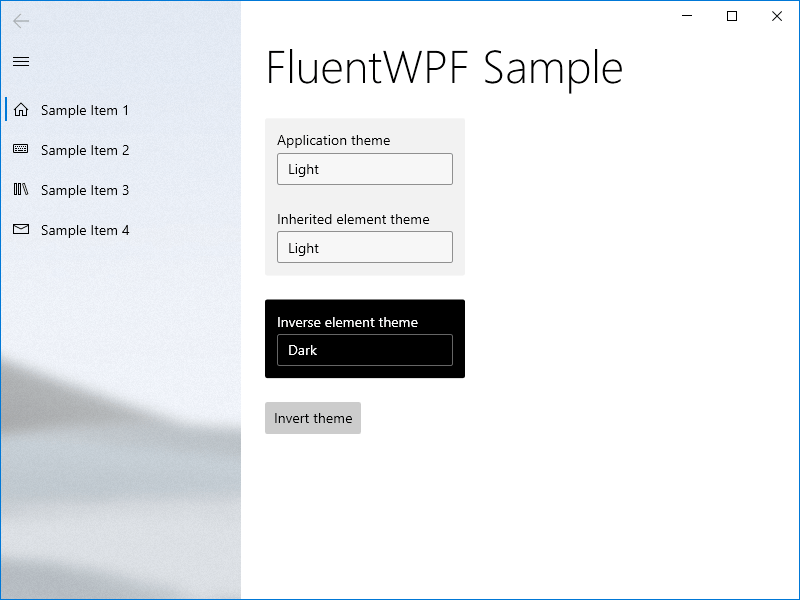 Sample Item 1
Sample Item 2
Sample Item 3
Sample Item 4
FluentWPF Sample
Application theme
Light
Inherited element theme
Light
Inverse element theme
Dark
Invert theme